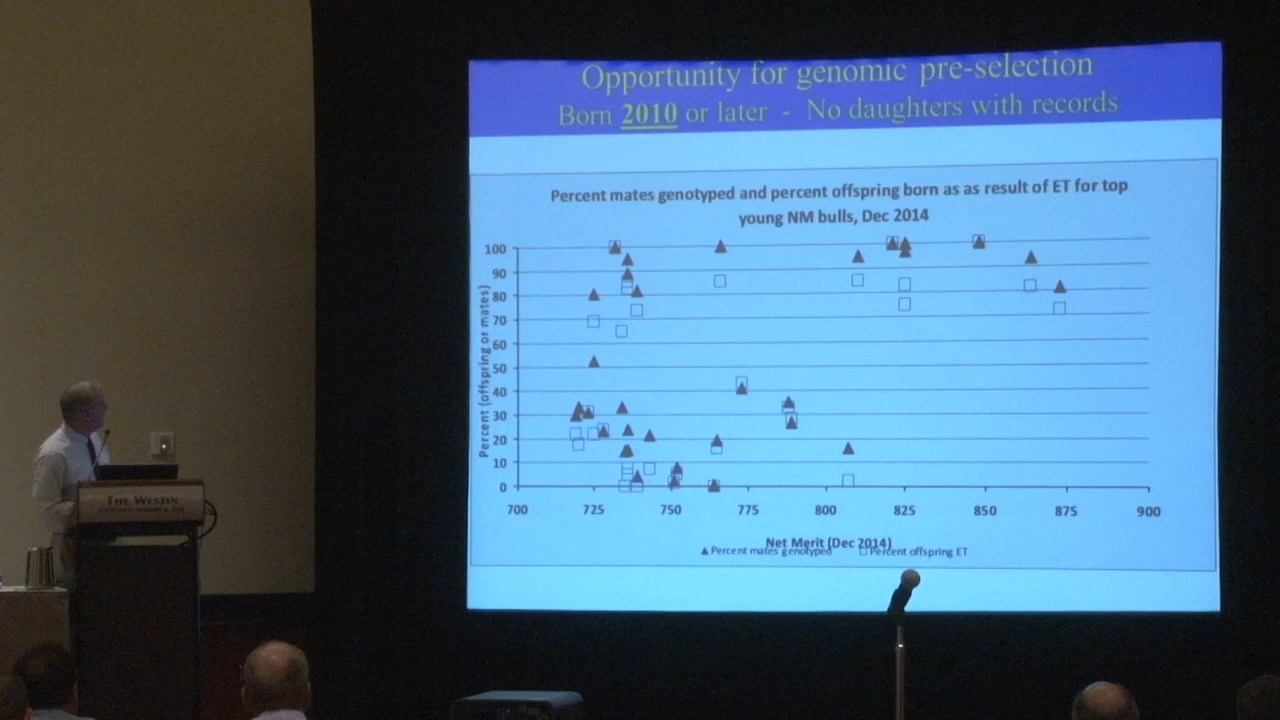 Opportunity for genomic pre-selection
Born 2010 or later - No daughters with records
Percent mates genotyped and percent offspring born as as result of ET for top
young NM bulls, Dec 2014
Percent (offspring or mates)
100
90
80
70
60
50
40
30
20
10
0
700 725 750 775 800 825 850 875 900
Net Merit (Dec 2014)
Percent mates genotyped Percent offspring ET
THE WESTIN